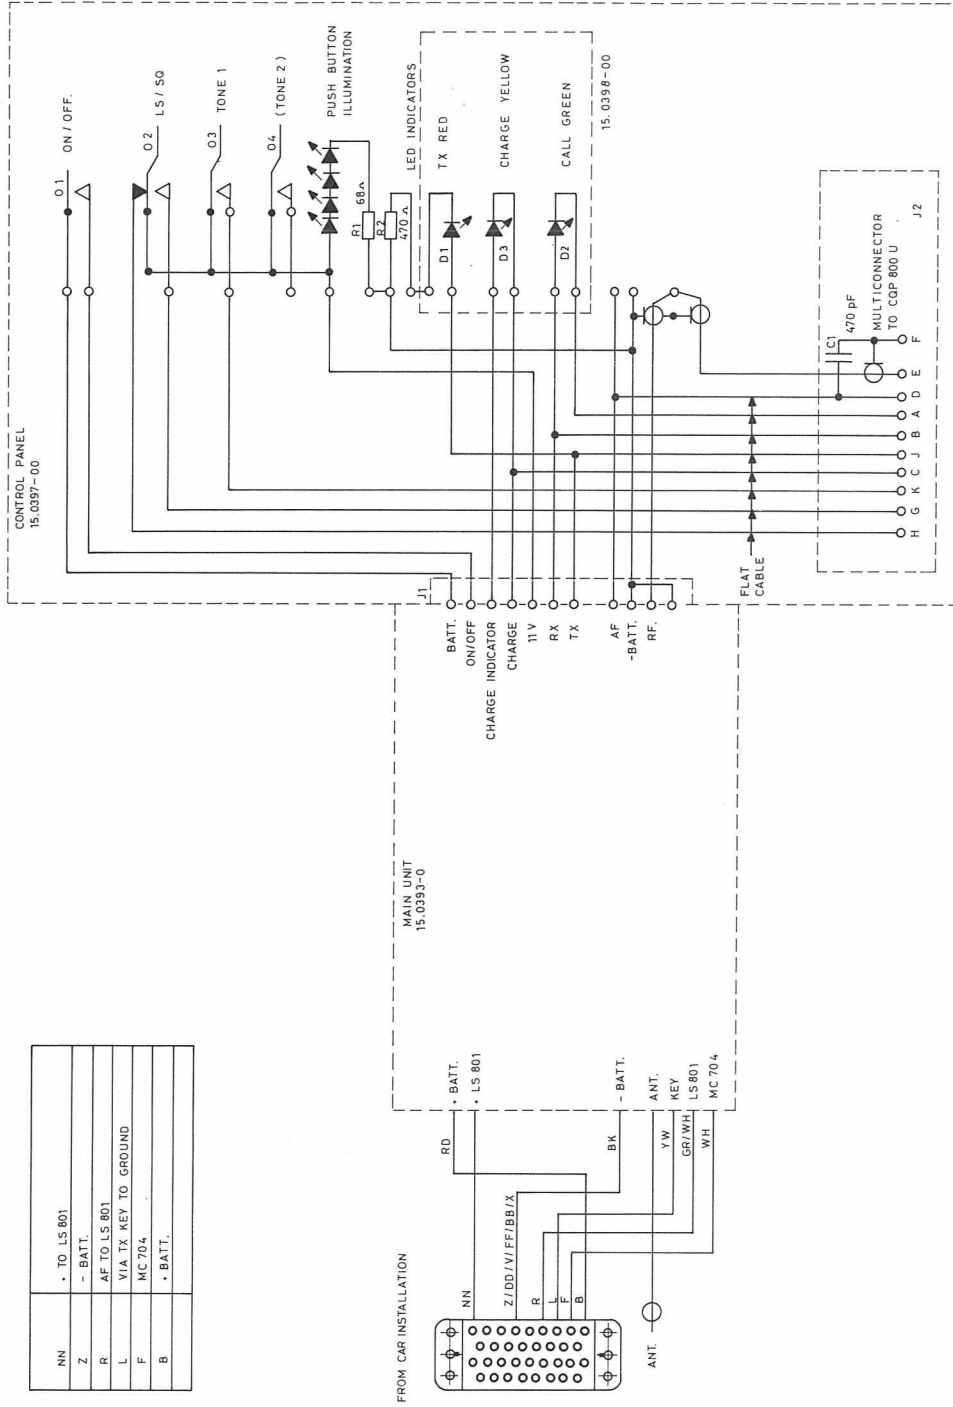 NN + TO LS 801
Z - BATT.
R AF TO LS 801
L VIA TX KEY TO GROUND
F MC 704
B + BATT.
FROM CAR INSTALLATION
NN
Z/DD/V/FF/BB/X
R
L
F
B
ANT.
RD
BK
YW
GR/WH
WH
+ BATT.
+ LS 801
- BATT.
ANT.
KEY
LS 801
MC 704
MAIN UNIT
15.0393-0
CONTROL PANEL
15.0397-00
J1
BATT.
ON/OFF
CHARGE INDICATOR
CHARGE
11 V
RX
TX
AF
-BATT.
RF.
O1
ON / OFF.
O2
LS / SQ
O3
TONE 1
O4
(TONE 2)
PUSH BUTTON
ILLUMINATION
R1
68Ω
R2
470 Ω
LED INDICATORS
D1
TX RED
D3
CHARGE YELLOW
D2
CALL GREEN
15.0398-00
FLAT
CABLE
C1
470 pF
MULTICONNECTOR
TO CQP 800 U
J2
H
G
K
C
J
B
A
D
E
F